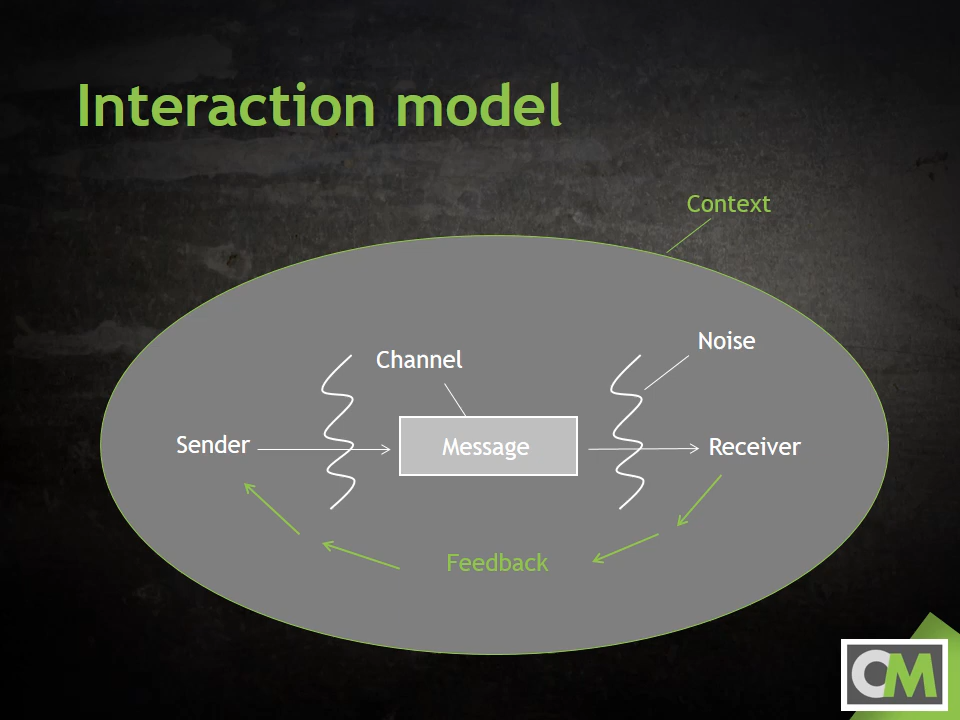 Interaction model
Context
Noise
Channel
Sender
Message
Receiver
Feedback
CM